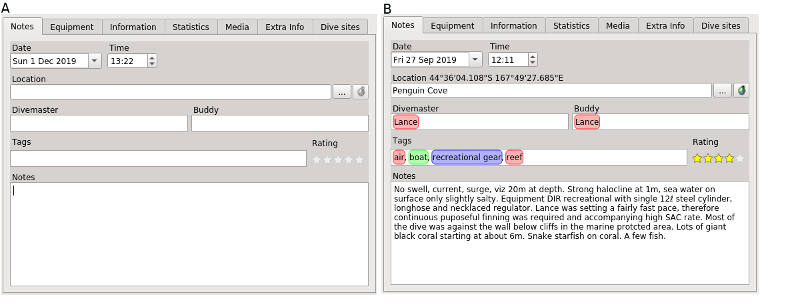 A
Notes Equipment Information Statistics Media Extra Info Dive sites
Date Time
Sun 1 Dec 2019 13:22
Location
...
Divemaster Buddy
Tags Rating
Notes
B
Notes Equipment Information Statistics Media Extra Info Dive sites
Date Time
Fri 27 Sep 2019 12:11
Location 44°36'04.108"S 167°49'27.685"E
Penguin Cove ...
Divemaster Buddy
Lance Lance
Tags Rating
air, boat, recreational gear, reef
Notes
No swell, current, surge, viz 20m at depth. Strong halocline at 1m, sea water on
surface only slightly salty. Equipment DIR recreational with single 12ℓ steel cylinder,
longhose and necklaced regulator. Lance was setting a fairly fast pace, therefore
continuous puposeful finning was required and accompanying high SAC rate. Most of
the dive was against the wall below cliffs in the marine protcted area. Lots of giant
black coral starting at about 6m. Snake starfish on coral. A few fish.